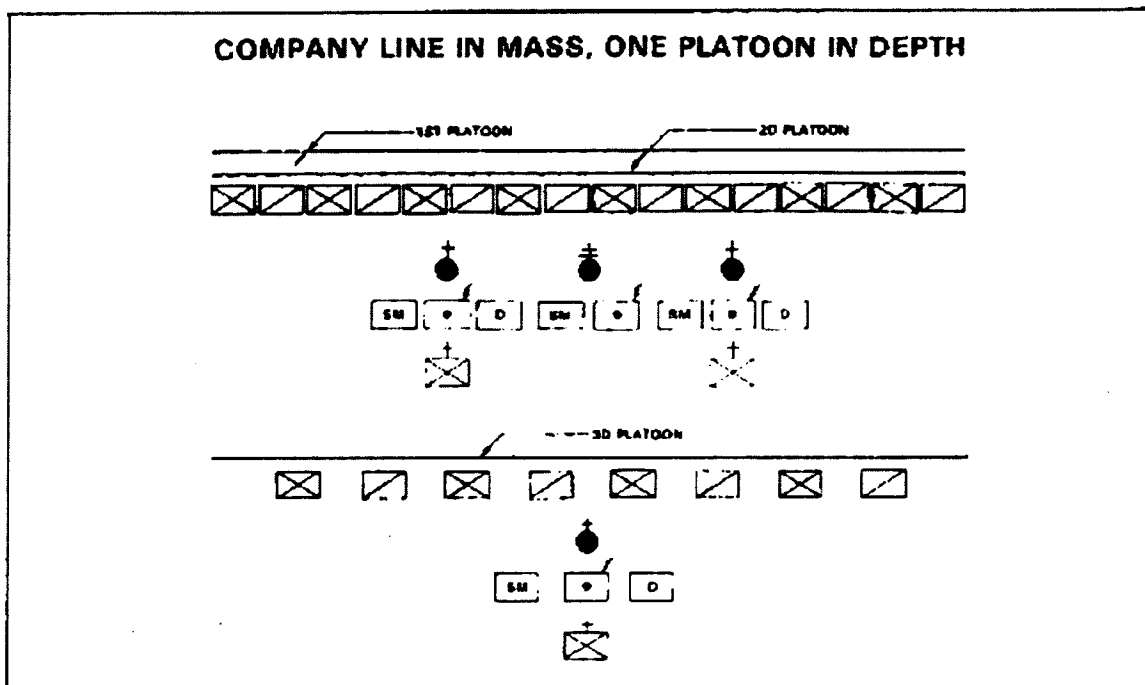 COMPANY LINE IN MASS, ONE PLATOON IN DEPTH
1ST PLATOON
2D PLATOON
SM D SM SM D
3D PLATOON
SM D